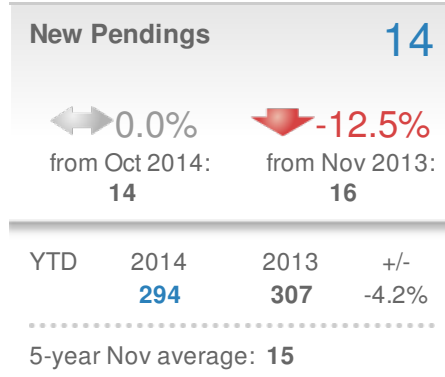 New Pendings 14
0.0% -12.5%
from Oct 2014: from Nov 2013:
14 16
YTD 2014 2013 +/-
294 307 -4.2%
5-year Nov average: 15